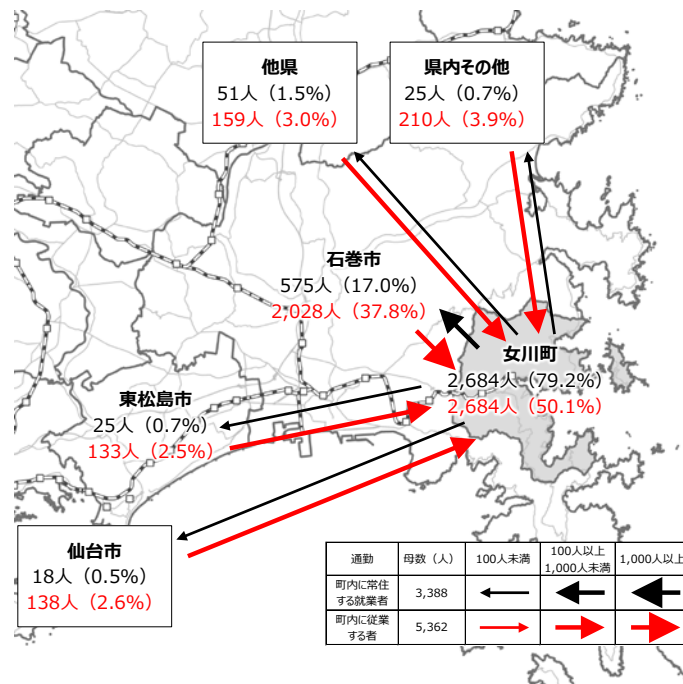 他県
51人（1.5%）
159人（3.0%）
県内その他
25人（0.7%）
210人（3.9%）
石巻市
575人（17.0%）
2,028人（37.8%）
女川町
2,684人（79.2%）
2,684人（50.1%）
東松島市
25人（0.7%）
133人（2.5%）
仙台市
18人（0.5%）
138人（2.6%）
通勤
母数（人）
100人未満
100人以上
1,000人未満
1,000人以上
町内に常住
する就業者
3,388
町内に従業
する者
5,362